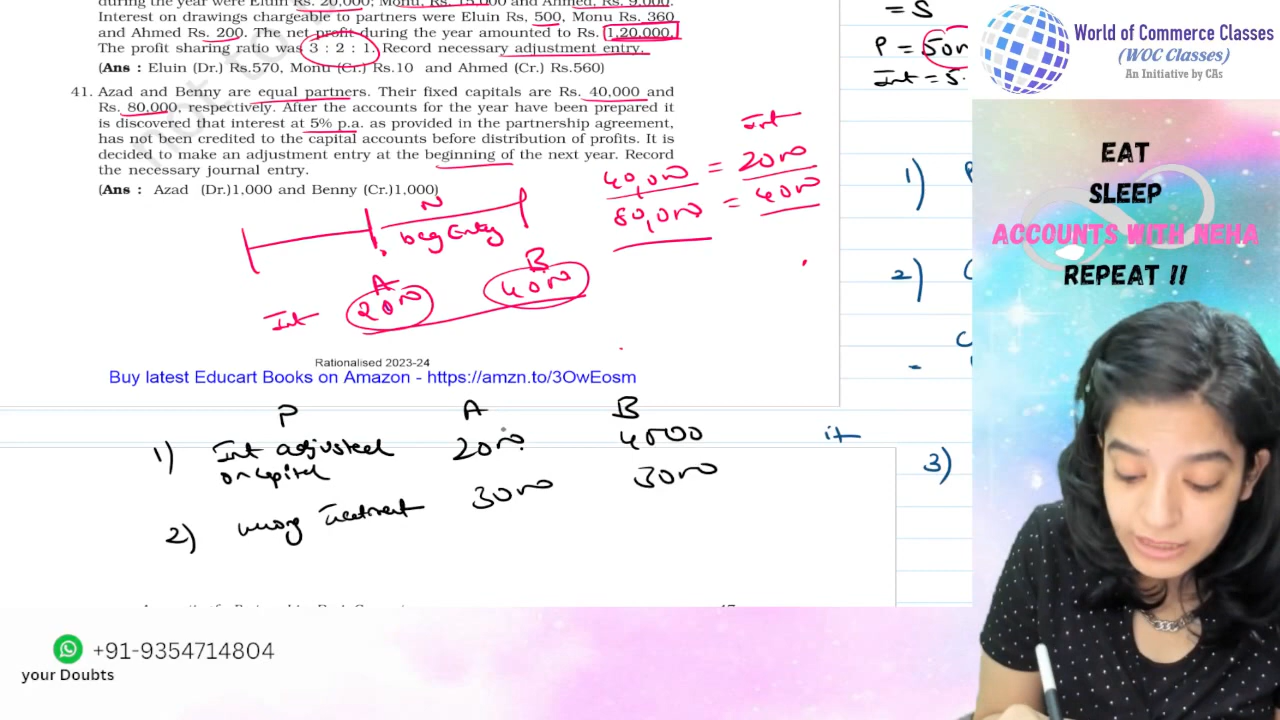 during the year were Eluin Rs. 20,000; Monu, Rs. 15,000 and Ahmed, Rs. 9,000.
Interest on drawings chargeable to partners were Eluin Rs, 500, Monu Rs. 360
and Ahmed Rs. 200. The net profit during the year amounted to Rs. 1,20,000.
The profit sharing ratio was 3 : 2 : 1. Record necessary adjustment entry.
(Ans : Eluin (Dr.) Rs.570, Monu (Cr.) Rs.10 and Ahmed (Cr.) Rs.560)
41. Azad and Benny are equal partners. Their fixed capitals are Rs. 40,000 and
Rs. 80,000, respectively. After the accounts for the year have been prepared it
is discovered that interest at 5% p.a. as provided in the partnership agreement,
has not been credited to the capital accounts before distribution of profits. It is
decided to make an adjustment entry at the beginning of the next year. Record
the necessary journal entry.
(Ans : Azad (Dr.)1,000 and Benny (Cr.)1,000)
Int
40,000 = 2000
80,000 = 4000
N
beg Entry
A B
Int 2000 4000
Rationalised 2023-24
Buy latest Educart Books on Amazon - https://amzn.to/3OwEosm
P A B
1) Int adjusted 2000 4000
on capital
2) wrong Treatment 3000 3000
it
= S
P = 500
Int = 5.
1)
2)
3)
World of Commerce Classes
(WOC Classes)
An Initiative by CAs
EAT
SLEEP
ACCOUNTS WITH NEHA
REPEAT !!
+91-9354714804
your Doubts